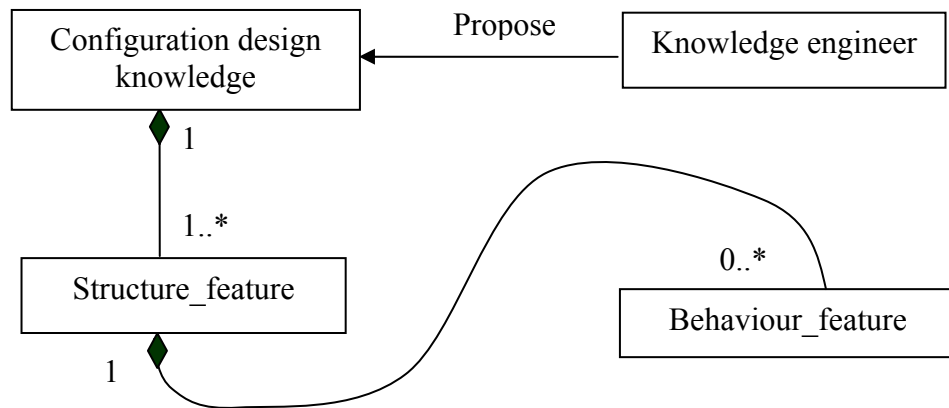 Configuration design
knowledge
Propose
Knowledge engineer
1
1..*
Structure_feature
0..*
Behaviour_feature
1